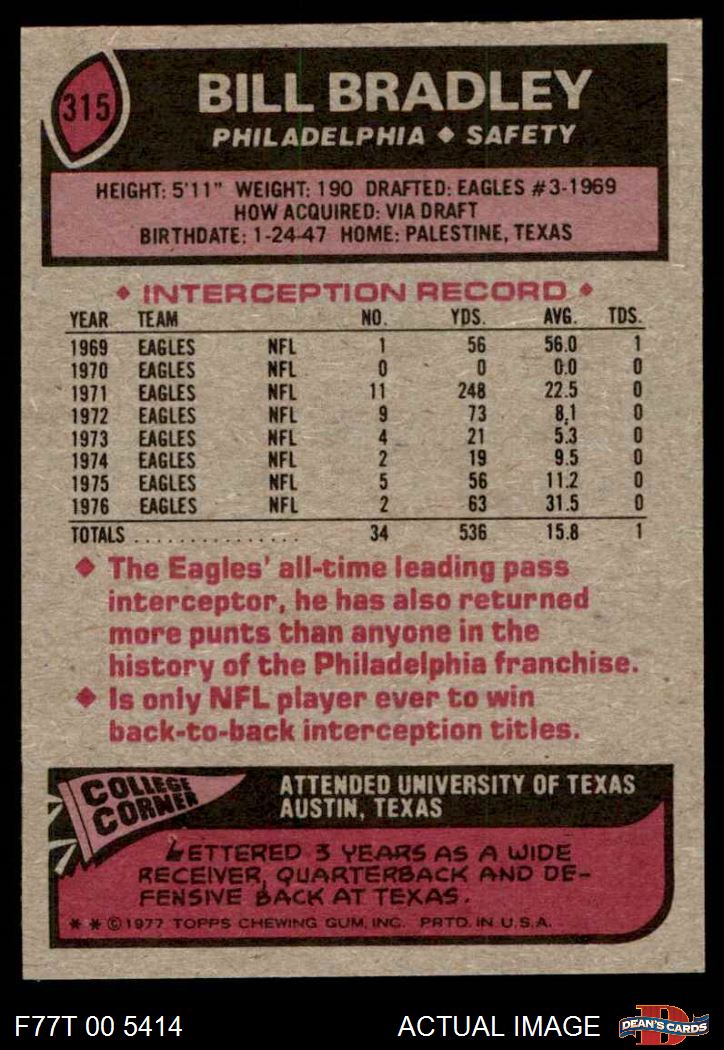 315
BILL BRADLEY
PHILADELPHIA ◆ SAFETY
HEIGHT: 5'11" WEIGHT: 190 DRAFTED: EAGLES #3-1969
HOW ACQUIRED: VIA DRAFT
BIRTHDATE: 1-24-47 HOME: PALESTINE, TEXAS
◆ INTERCEPTION RECORD ◆
YEAR TEAM NO. YDS. AVG. TDS.
1969 EAGLES NFL 1 56 56.0 1
1970 EAGLES NFL 0 0 0.0 0
1971 EAGLES NFL 11 248 22.5 0
1972 EAGLES NFL 9 73 8.1 0
1973 EAGLES NFL 4 21 5.3 0
1974 EAGLES NFL 2 19 9.5 0
1975 EAGLES NFL 5 56 11.2 0
1976 EAGLES NFL 2 63 31.5 0
TOTALS ............... 34 536 15.8 1
◆ The Eagles' all-time leading pass
interceptor, he has also returned
more punts than anyone in the
history of the Philadelphia franchise.
◆ Is only NFL player ever to win
back-to-back interception titles.
COLLEGE
CORNER
ATTENDED UNIVERSITY OF TEXAS
AUSTIN, TEXAS
LETTERED 3 YEARS AS A WIDE
RECEIVER, QUARTERBACK AND DE-
FENSIVE BACK AT TEXAS.
* * © 1977 TOPPS CHEWING GUM, INC. PRTD. IN U.S.A.
F77T 00 5414
ACTUAL IMAGE
D
DEAN'S CARDS